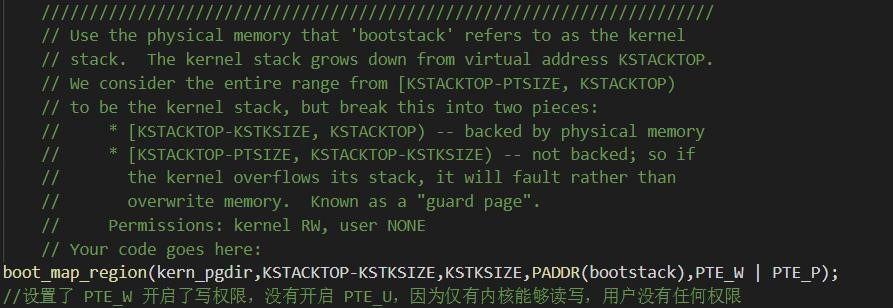 //////////////////////////////////////////////////////////////////////
// Use the physical memory that 'bootstack' refers to as the kernel
// stack.  The kernel stack grows down from virtual address KSTACKTOP.
// We consider the entire range from [KSTACKTOP-PTSIZE, KSTACKTOP)
// to be the kernel stack, but break this into two pieces:
//     * [KSTACKTOP-KSTKSIZE, KSTACKTOP) -- backed by physical memory
//     * [KSTACKTOP-PTSIZE, KSTACKTOP-KSTKSIZE) -- not backed; so if
//       the kernel overflows its stack, it will fault rather than
//       overwrite memory.  Known as a "guard page".
//     Permissions: kernel RW, user NONE
// Your code goes here:
boot_map_region(kern_pgdir,KSTACKTOP-KSTKSIZE,KSTKSIZE,PADDR(bootstack),PTE_W | PTE_P);
//设置了 PTE_W 开启了写权限，没有开启 PTE_U，因为仅有内核能够读写，用户没有任何权限